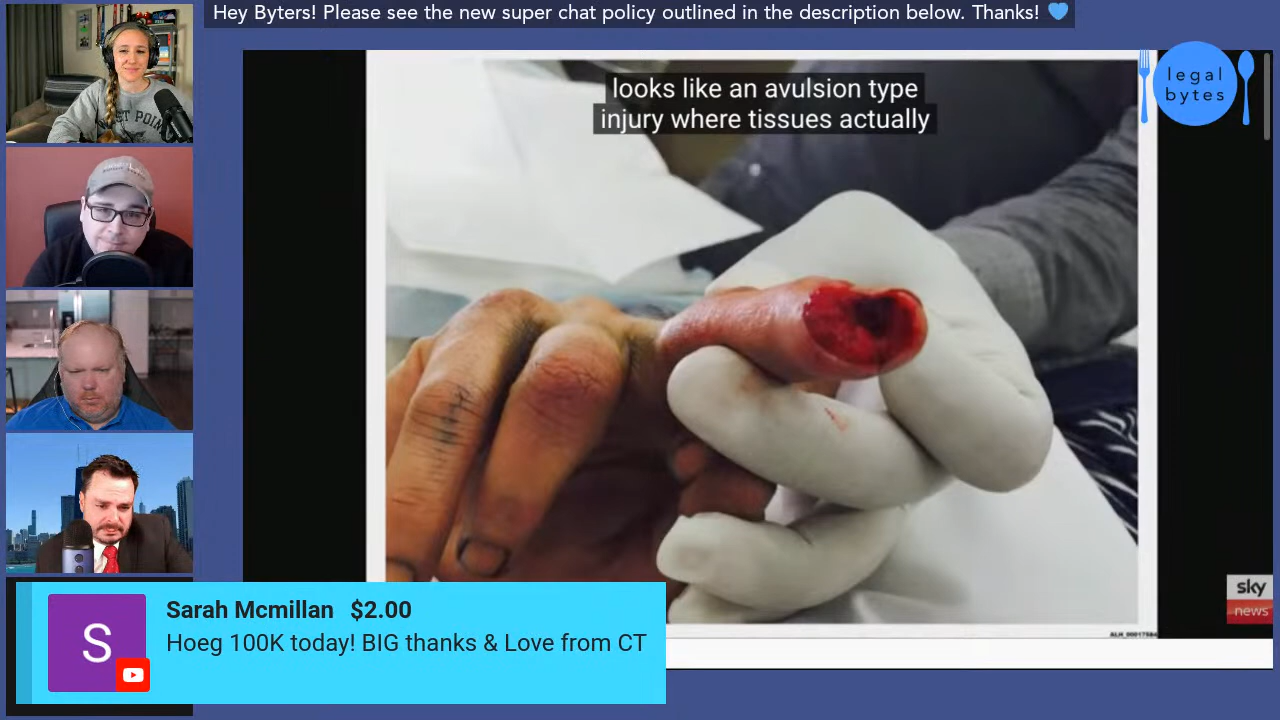 Hey Byters! Please see the new super chat policy outlined in the description below. Thanks! 💙
looks like an avulsion type
injury where tissues actually
legal
bytes
sky
news
Sarah Mcmillan $2.00
S
Hoeg 100K today! BIG thanks & Love from CT